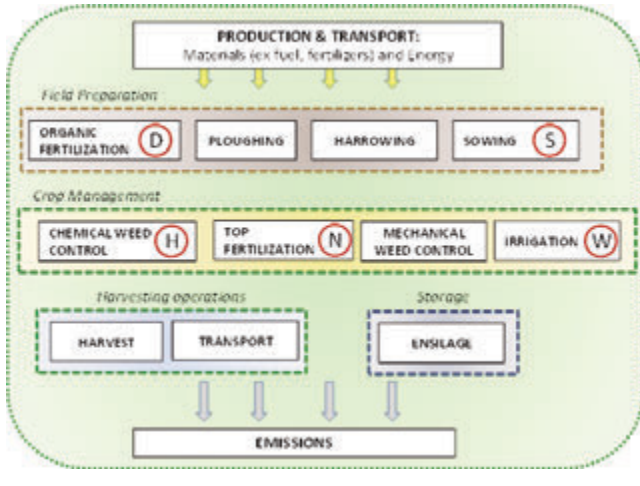 PRODUCTION & TRANSPORT:
Materials (ex fuel, fertilizers) and Energy
Field Preparation
ORGANIC
FERTILIZATION D
PLOUGHING
HARROWING
SOWING S
Crop Management
CHEMICAL WEED
CONTROL H
TOP
FERTILIZATION N
MECHANICAL
WEED CONTROL
IRRIGATION W
Harvesting operations
Storage
HARVEST
TRANSPORT
ENSILAGE
EMISSIONS